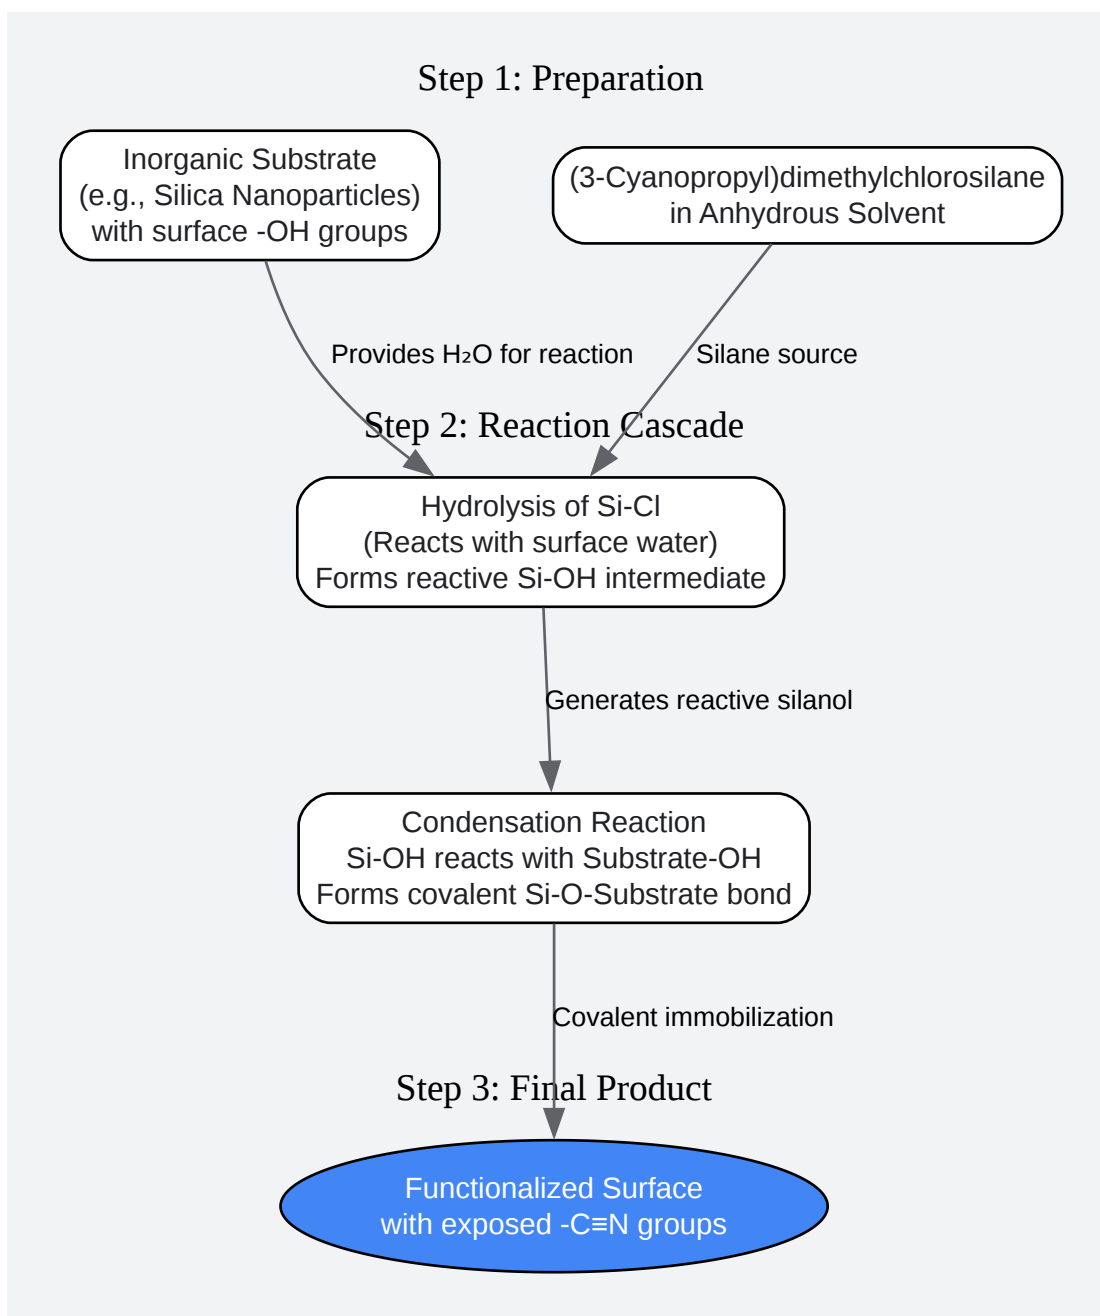 Step 1: Preparation
Inorganic Substrate
(e.g., Silica Nanoparticles)
with surface -OH groups
(3-Cyanopropyl)dimethylchlorosilane
in Anhydrous Solvent
Provides H₂O for reaction
Silane source
Step 2: Reaction Cascade
Hydrolysis of Si-Cl
(Reacts with surface water)
Forms reactive Si-OH intermediate
Generates reactive silanol
Condensation Reaction
Si-OH reacts with Substrate-OH
Forms covalent Si-O-Substrate bond
Covalent immobilization
Step 3: Final Product
Functionalized Surface
with exposed -C≡N groups